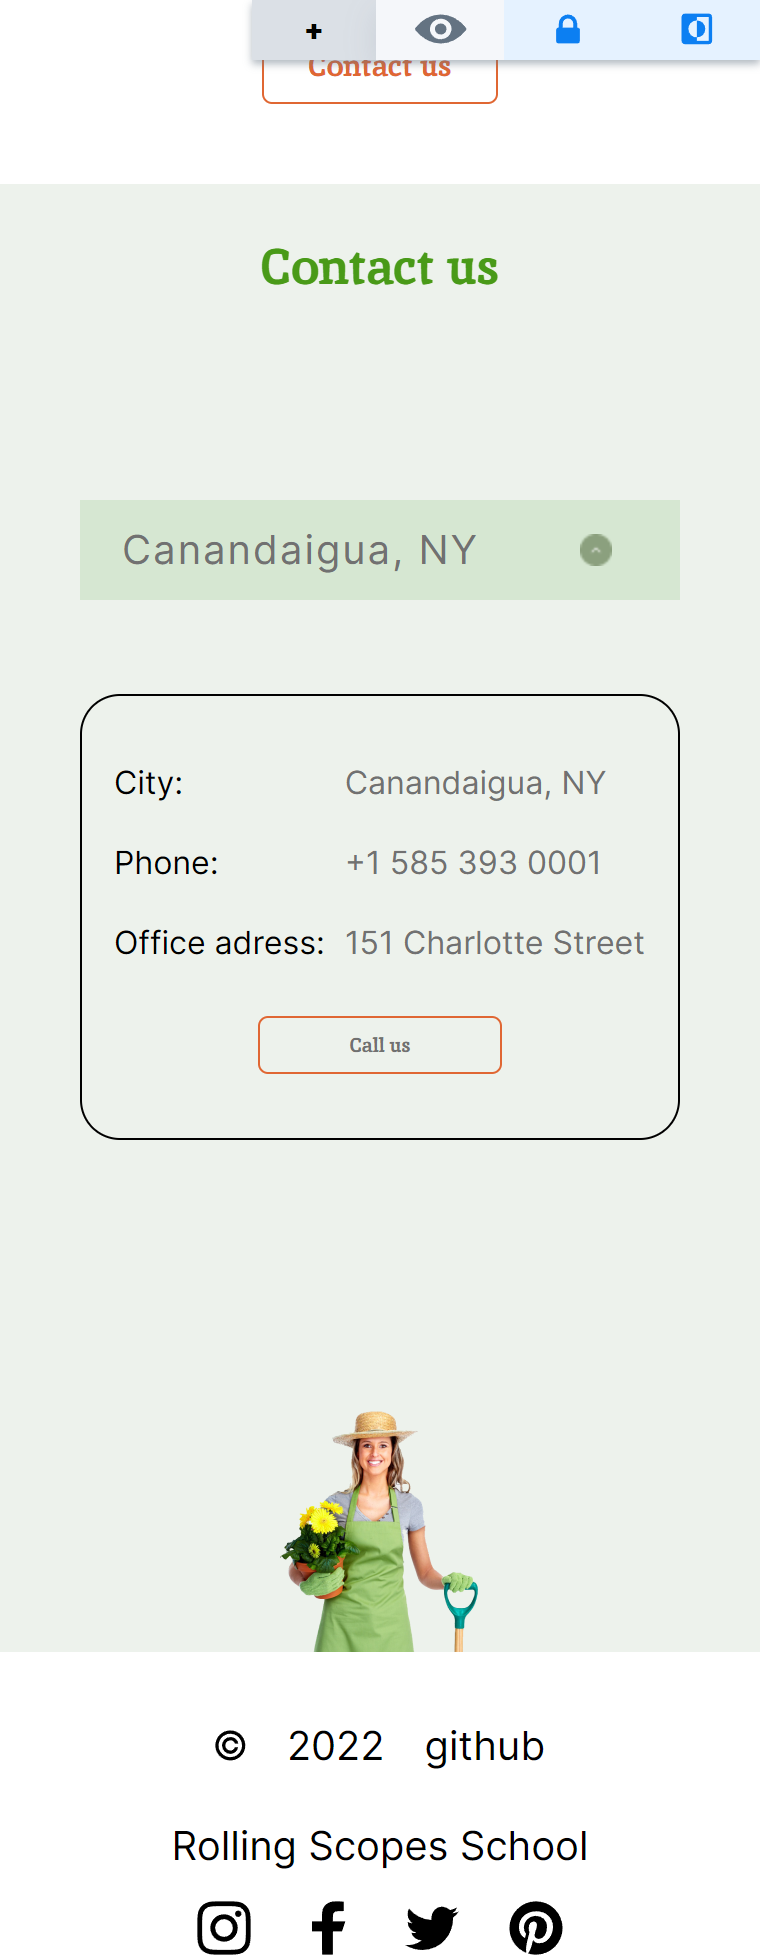 +
Contact us
Contact us
Canandaigua, NY
City: Canandaigua, NY
Phone: +1 585 393 0001
Office adress: 151 Charlotte Street
Call us
© 2022 github
Rolling Scopes School